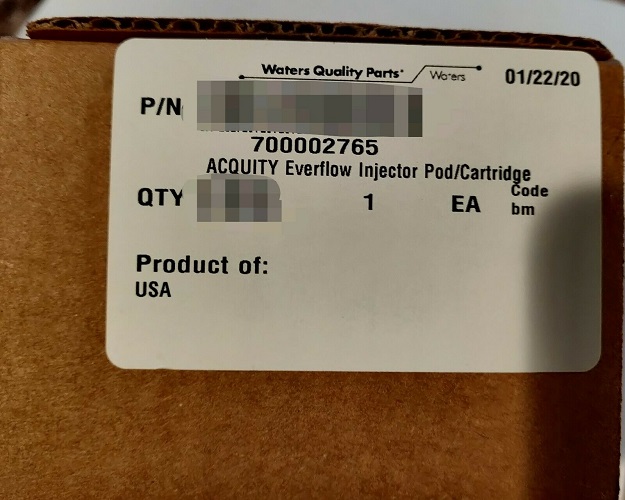 Waters Quality Parts· Waters 01/22/20
P/N
700002765
ACQUITY Everflow Injector Pod/Cartridge
QTY 1 EA Code
bm
Product of:
USA